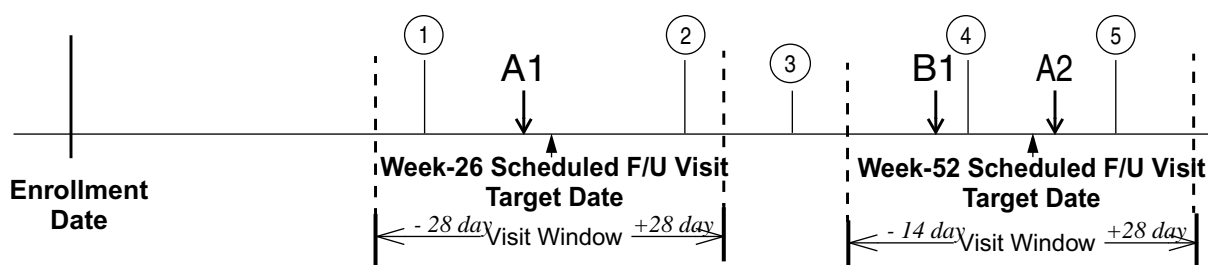 1
2
3
4
5
A1
B1
A2
Enrollment
Date
Week-26 Scheduled F/U Visit
Target Date
Week-52 Scheduled F/U Visit
Target Date
- 28 day
Visit Window
+28 day
- 14 day
Visit Window
+28 day